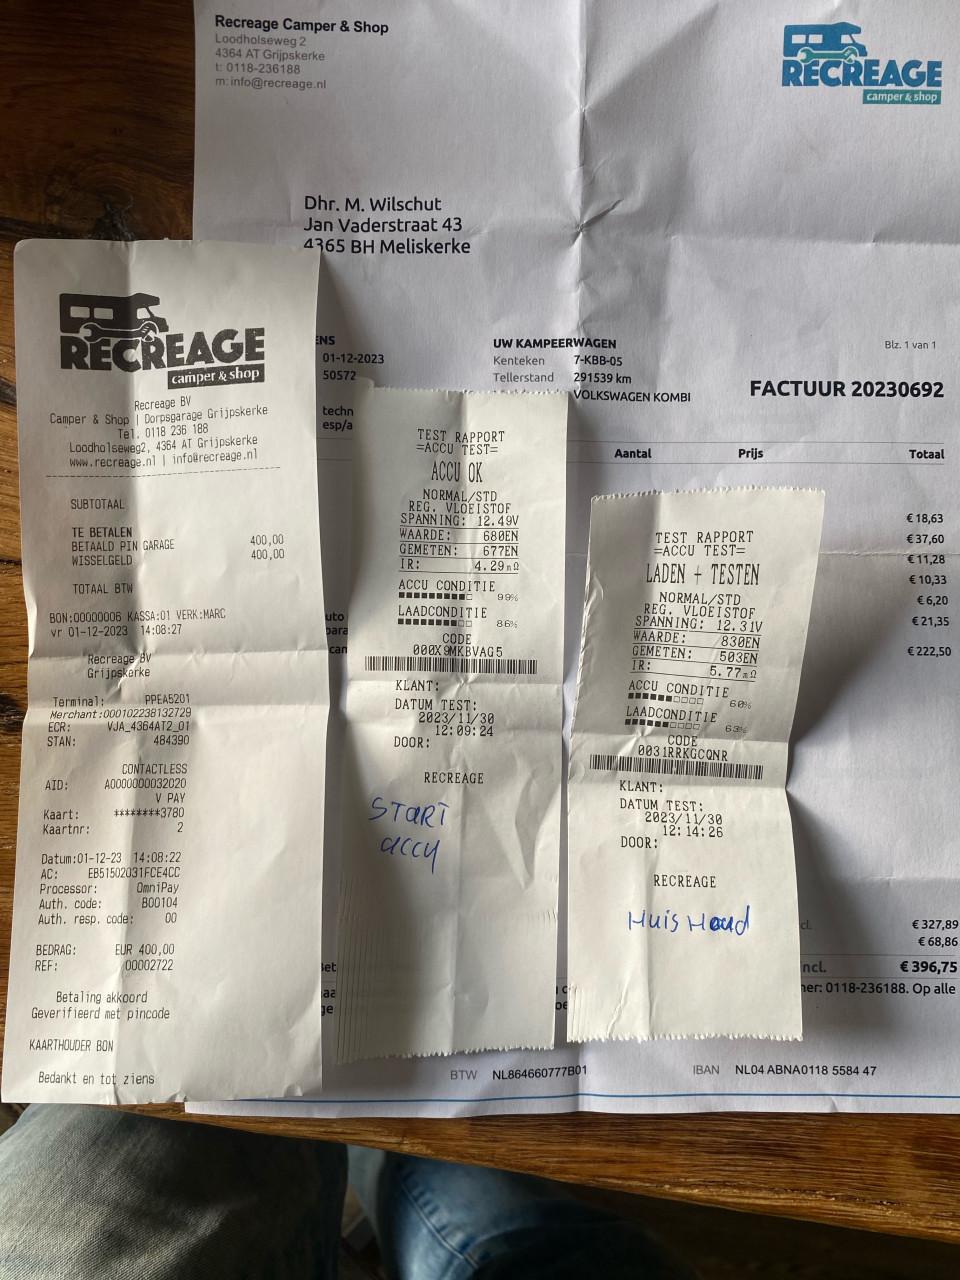 Recreage Camper & Shop
Loodholseweg 2
4364 AT Grijpskerke
t: 0118-236188
m: info@recreage.nl
RECREAGE
camper & shop
Dhr. M. Wilschut
Jan Vaderstraat 43
4365 BH Meliskerke
ENS
01-12-2023
50572
techn
esp/a
UW KAMPEERWAGEN
Kenteken 7-KBB-05
Tellerstand 291539 km
VOLKSWAGEN KOMBI
Blz. 1 van 1
FACTUUR 20230692
Aantal Prijs Totaal
€ 18,63
€ 37,60
€ 11,28
€ 10,33
€ 6,20
€ 21,35
€ 222,50
cl. € 327,89
€ 68,86
incl. € 396,75
ner: 0118-236188. Op alle
BTW NL864660777B01
IBAN NL04 ABNA0118 5584 47
RECREAGE
camper & shop
Recreage BV
Camper & Shop | Dorpsgarage Grijpskerke
Tel. 0118 236 188
Loodholseweg2, 4364 AT Grijpskerke
www.recreage.nl | info@recreage.nl
SUBTOTAAL
TE BETALEN
BETAALD PIN GARAGE 400,00
WISSELGELD 400,00
TOTAAL BTW
BON:00000006 KASSA:01 VERK:MARC
vr 01-12-2023 14:08:27
Recreage BV
Grijpskerke
Terminal: PPEA5201
Merchant:000102238132729
ECR: VJA_4364AT2_01
STAN: 484390
CONTACTLESS
AID: A0000000032020
V PAY
Kaart: ********3780
Kaartnr: 2
Datum:01-12-23 14:08:22
AC: EB51502031FCE4CC
Processor: OmniPay
Auth. code: B00104
Auth. resp. code: 00
BEDRAG: EUR 400,00
REF: 00002722
Betaling akkoord
Geverifieerd met pincode
KAARTHOUDER BON
Bedankt en tot ziens
TEST RAPPORT
=ACCU TEST=
ACCU OK
NORMAL/STD
REG. VLOEISTOF
SPANNING: 12.49V
WAARDE: 680EN
GEMETEN: 677EN
IR: 4.29mΩ
ACCU CONDITIE
99%
LAADCONDITIE
86%
CODE
000X9MKBVAG5
KLANT:
DATUM TEST:
2023/11/30
12:09:24
DOOR:
RECREAGE
START
accy
TEST RAPPORT
=ACCU TEST=
LADEN + TESTEN
NORMAL/STD
REG. VLOEISTOF
SPANNING: 12.31V
WAARDE: 830EN
GEMETEN: 503EN
IR: 5.77mΩ
ACCU CONDITIE
60%
LAADCONDITIE
63%
CODE
0031RRKGCQNR
KLANT:
DATUM TEST:
2023/11/30
12:14:26
DOOR:
RECREAGE
Huishoud